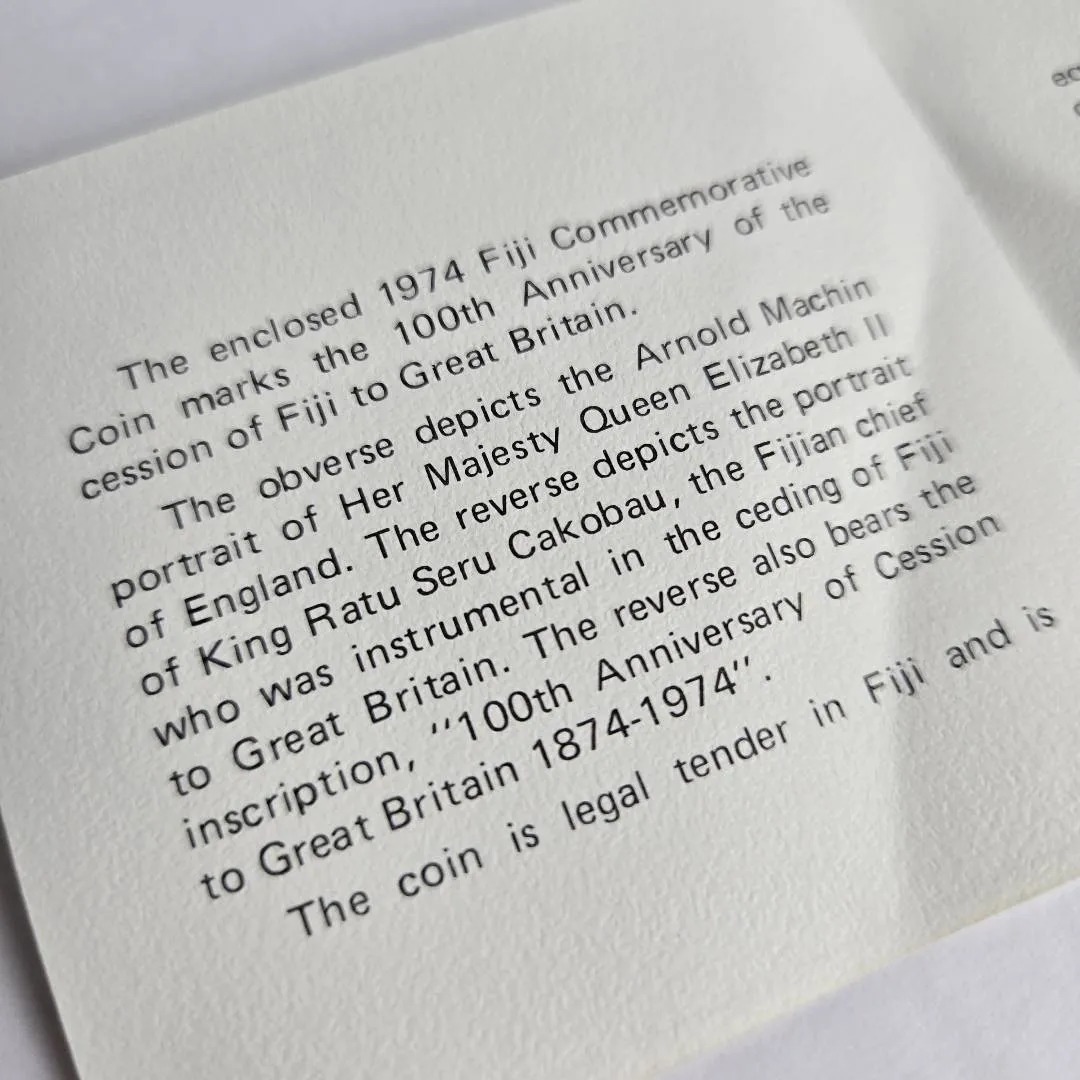 The enclosed 1974 Fiji Commemorative
Coin marks the 100th Anniversary of the
cession of Fiji to Great Britain.
The obverse depicts the Arnold Machin
portrait of Her Majesty Queen Elizabeth II
of England. The reverse depicts the portrait
of King Ratu Seru Cakobau, the Fijian chief
who was instrumental in the ceding of Fiji
to Great Britain. The reverse also bears the
inscription, ''100th Anniversary of Cession
to Great Britain 1874-1974''.
The coin is legal tender in Fiji and is